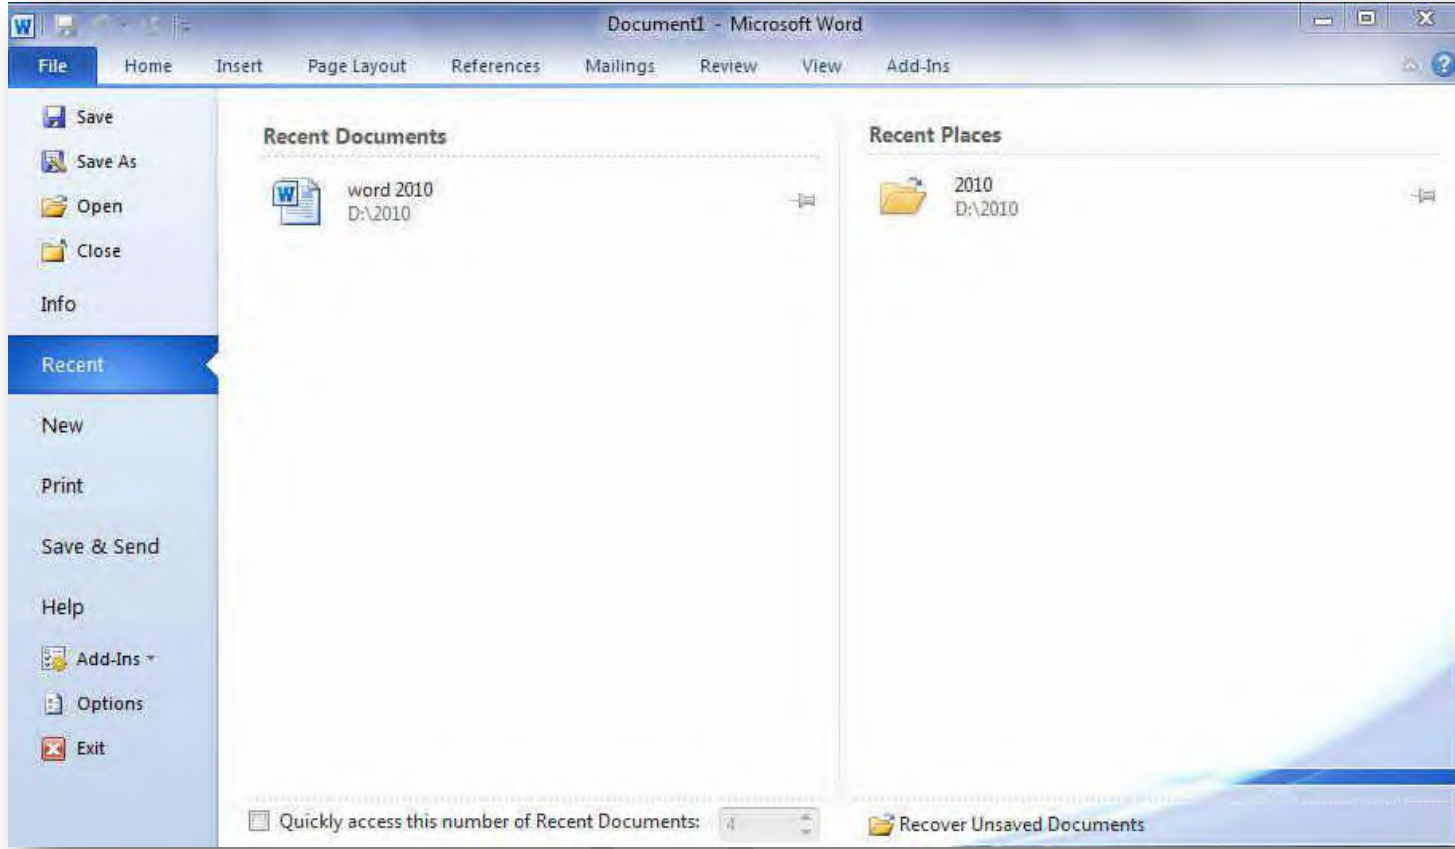 Document1 - Microsoft Word
File Home Insert Page Layout References Mailings Review View Add-Ins
Save
Save As
Open
Close
Info
Recent
New
Print
Save & Send
Help
Add-Ins
Options
Exit
Recent Documents
word 2010
D:\2010
Recent Places
2010
D:\2010
Quickly access this number of Recent Documents: 4
Recover Unsaved Documents